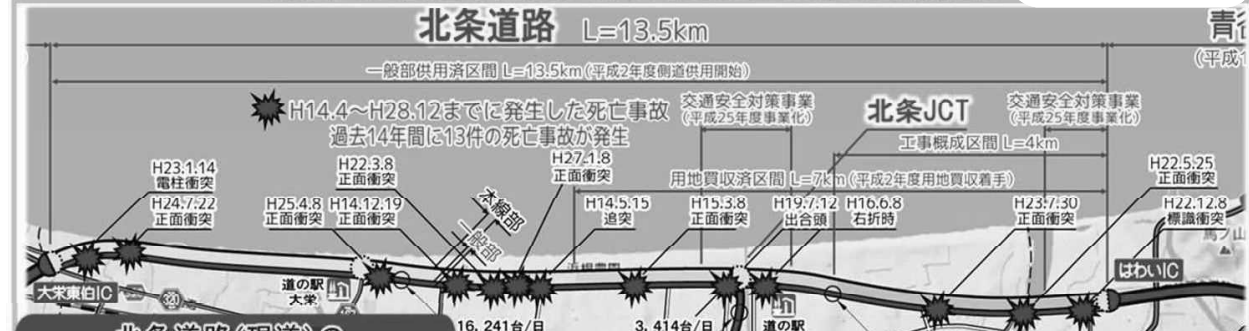 北条道路 L=13.5km
一般部供用済区間 L=13.5km(平成2年度側道供用開始)
H14.4~H28.12までに発生した死亡事故
過去14年間に13件の死亡事故が発生
交通安全対策事業
(平成25年度事業化)
北条JCT
交通安全対策事業
(平成25年度事業化)
工事概成区間 L=4km
用地買収済区間 L=7km(平成2年度用地買収着手)
H23.1.14
電柱衝突
H24.7.22
正面衝突
H22.3.8
正面衝突
H25.4.8
正面衝突
H14.12.19
正面衝突
H27.1.8
正面衝突
本線部
一般部
H14.5.15
追突
H15.3.8
正面衝突
H19.7.12
出合頭
H16.6.8
右折時
H23.7.30
正面衝突
H22.5.25
正面衝突
H22.12.8
標識衝突
大栄東伯IC
320
道の駅
大栄
はわいIC
16,241台/日
3,414台/日
道の駅